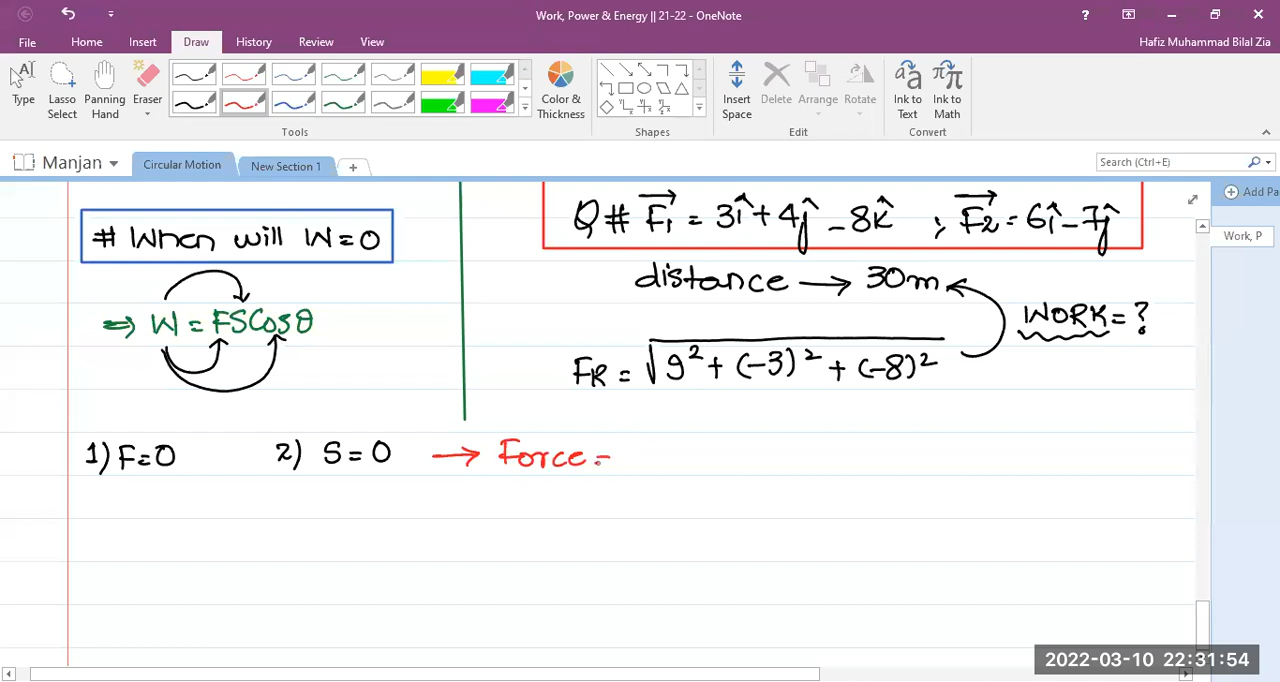 Work, Power & Energy || 21-22 - OneNote
File Home Insert Draw History Review View
Hafiz Muhammad Bilal Zia
Type
Lasso Select
Panning Hand
Eraser
Color & Thickness
Insert Space
Delete
Arrange
Rotate
Ink to Text
Ink to Math
Tools
Shapes
Edit
Convert
Manjan
Circular Motion
New Section 1
Search (Ctrl+E)
Add Pa
Work, P
# When will W=0
⇒ W = FSCosθ
Q# F₁ = 3î + 4ĵ - 8k̂ ; F₂ = 6î - 7ĵ
distance → 30m
WORK = ?
FR = √9² + (-3)² + (-8)²
1) F=0
2) S=0 → Force =
2022-03-10 22:31:54